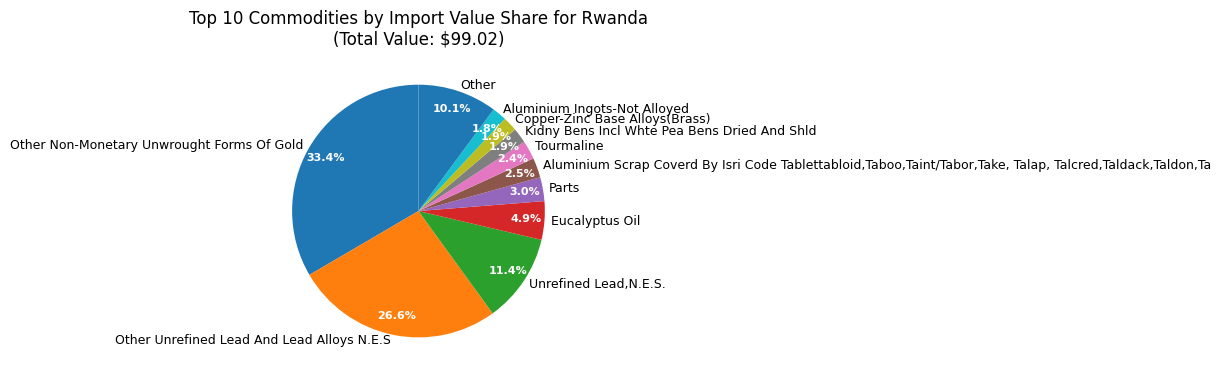 Top 10 Commodities by Import Value Share for Rwanda
(Total Value: $99.02)
Other
10.1%
Aluminium Ingots-Not Alloyed
1.8%
Copper-Zinc Base Alloys(Brass)
1.9%
Kidny Bens Incl Whte Pea Bens Dried And Shld
1.9%
Tourmaline
2.4%
Aluminium Scrap Coverd By Isri Code Tablettabloid,Taboo,Taint/Tabor,Take, Talap, Talcred,Taldack,Taldon,Ta
2.5%
Parts
3.0%
Eucalyptus Oil
4.9%
Unrefined Lead,N.E.S.
11.4%
Other Unrefined Lead And Lead Alloys N.E.S
26.6%
Other Non-Monetary Unwrought Forms Of Gold
33.4%